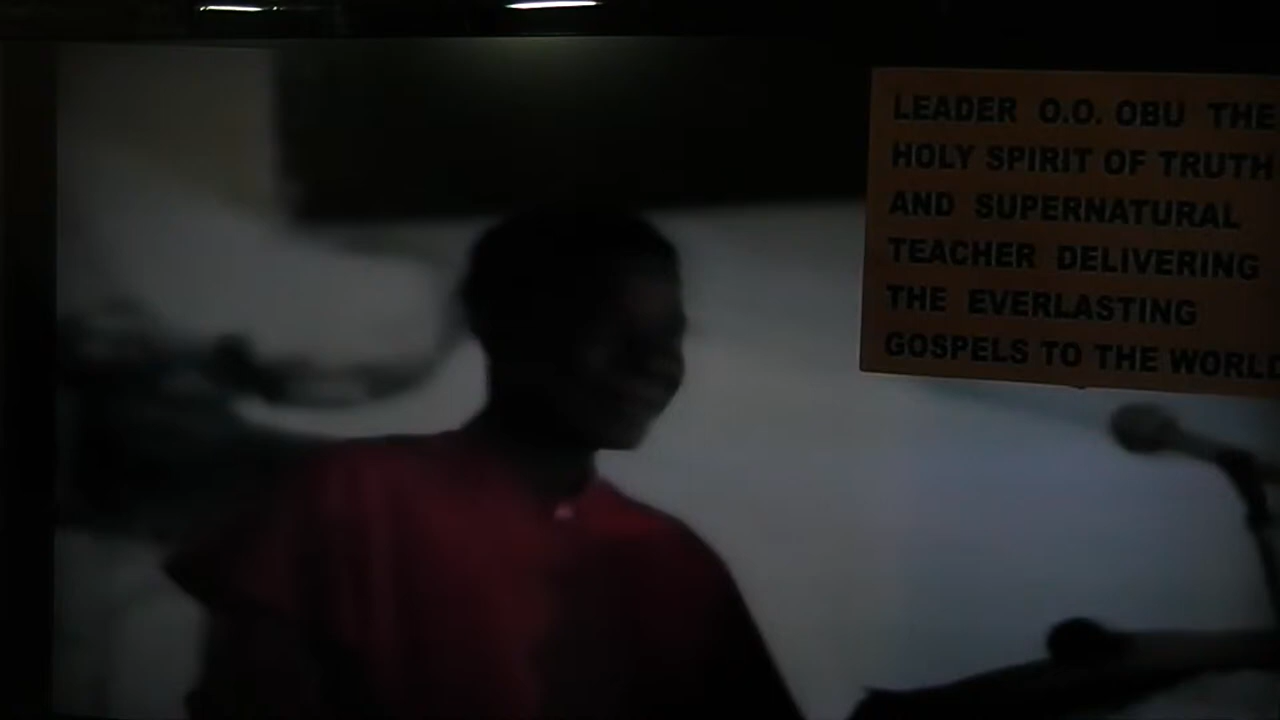 LEADER O.O. OBU THE
HOLY SPIRIT OF TRUTH
AND SUPERNATURAL
TEACHER DELIVERING
THE EVERLASTING
GOSPELS TO THE WORLD